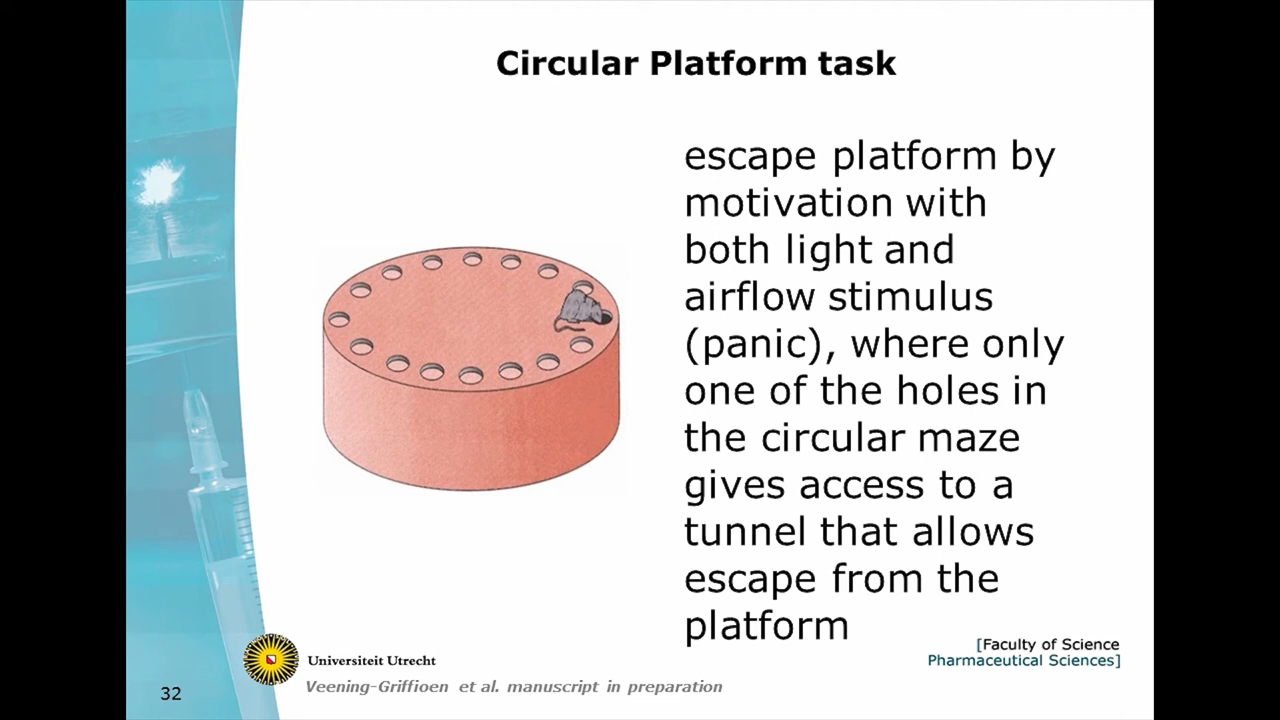 Circular Platform task
escape platform by
motivation with
both light and
airflow stimulus
(panic), where only
one of the holes in
the circular maze
gives access to a
tunnel that allows
escape from the
platform
[Faculty of Science
Pharmaceutical Sciences]
Universiteit Utrecht
Veening-Griffioen et al. manuscript in preparation
32